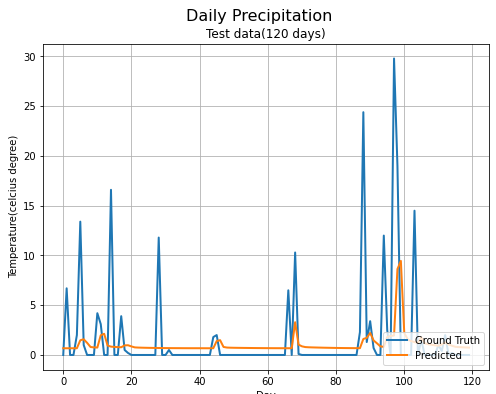 Daily Precipitation
Test data(120 days)
Temperature(celcius degree)
30
25
20
15
10
5
0
0
20
40
60
80
100
120
Day
Ground Truth
Predicted